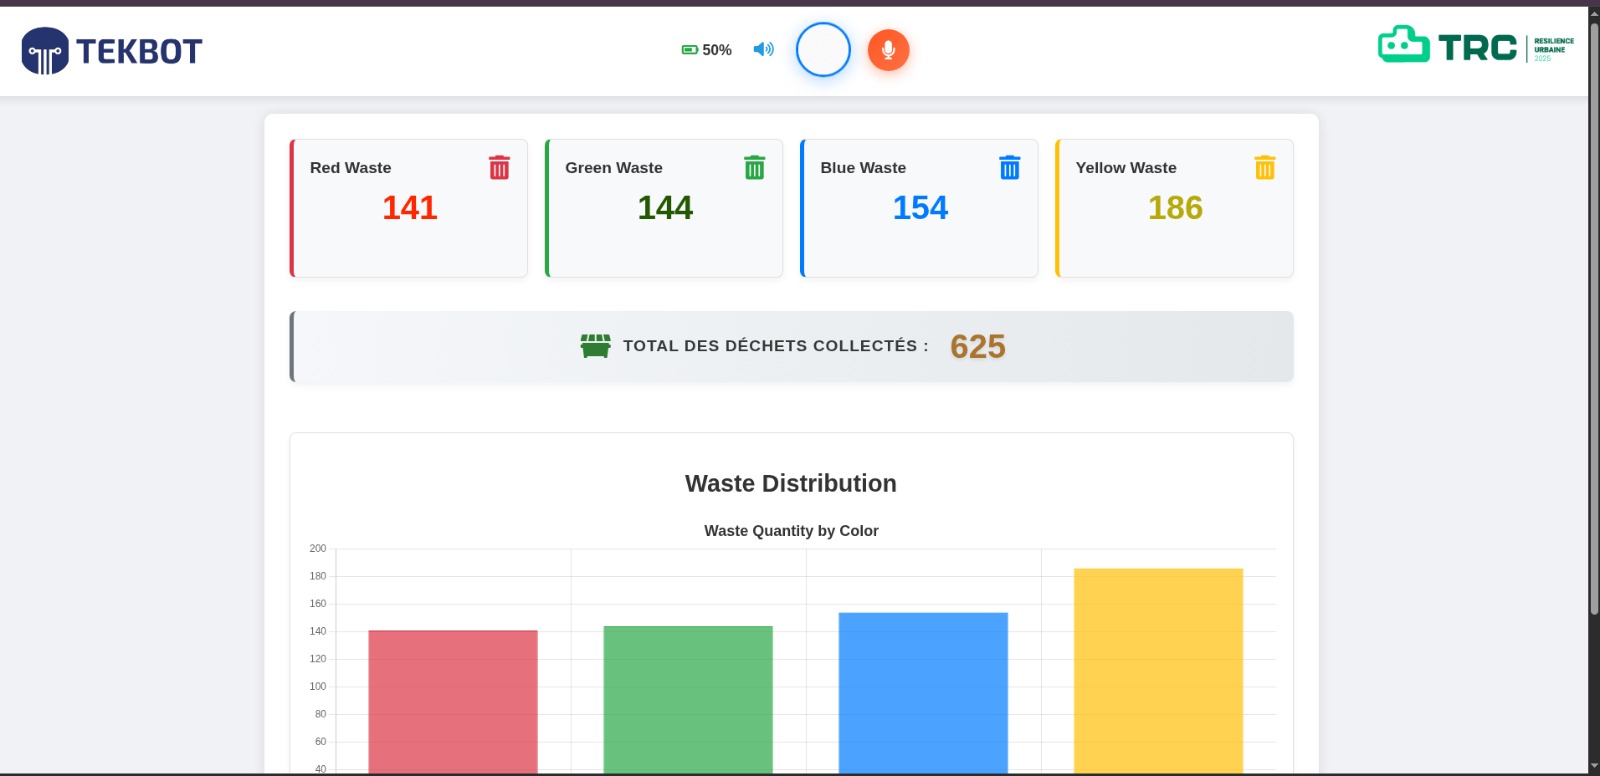 TEKBOT
50%
TRC
RESILIENCE
URBAINE
2025
Red Waste
141
Green Waste
144
Blue Waste
154
Yellow Waste
186
TOTAL DES DÉCHETS COLLECTÉS : 625
Waste Distribution
Waste Quantity by Color
200
180
160
140
120
100
80
60
40